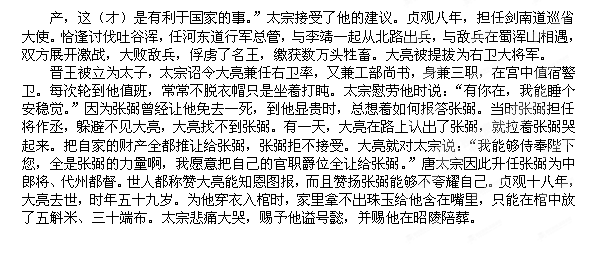 产，这（才）是有利于国家的事。”太宗接受了他的建议。贞观八年，担任剑南道巡省
大使。恰逢讨伐吐谷浑，任河东道行军总管，与李靖一起从北路出兵，与敌兵在蜀浑山相遇，
双方展开激战，大败敌兵，俘虏了名王，缴获数万头牲畜。大亮被提拔为右卫大将军。
晋王被立为太子，太宗诏令大亮兼任右卫率，又兼工部尚书，身兼三职，在宫中值宿警
卫。每次轮到他值班，常常不脱衣帽只是坐着打盹。太宗慰劳他时说：“有你在，我能睡个
安稳觉。”因为张弼曾经让他免去一死，到他显贵时，总想着如何报答张弼。当时张弼担任
将作丞，躲避不见大亮，大亮找不到张弼。有一天，大亮在路上认出了张弼，就拉着张弼哭
起来。把自家的财产全都推让给张弼，张弼拒不接受。大亮就对太宗说：“我能够侍奉陛下
您，全是张弼的力量啊，我愿意把自己的官职爵位全让给张弼。”唐太宗因此升任张弼为中
郎将、代州都督。世人都称赞大亮能知恩图报，而且赞扬张弼能够不夸耀自己。贞观十八年，
大亮去世，时年五十九岁。为他穿衣入棺时，家里拿不出珠玉给他含在嘴里，只能在棺中放
了五斛米、三十端布。太宗悲痛大哭，赐予他谥号懿，并赐他在昭陵陪葬。